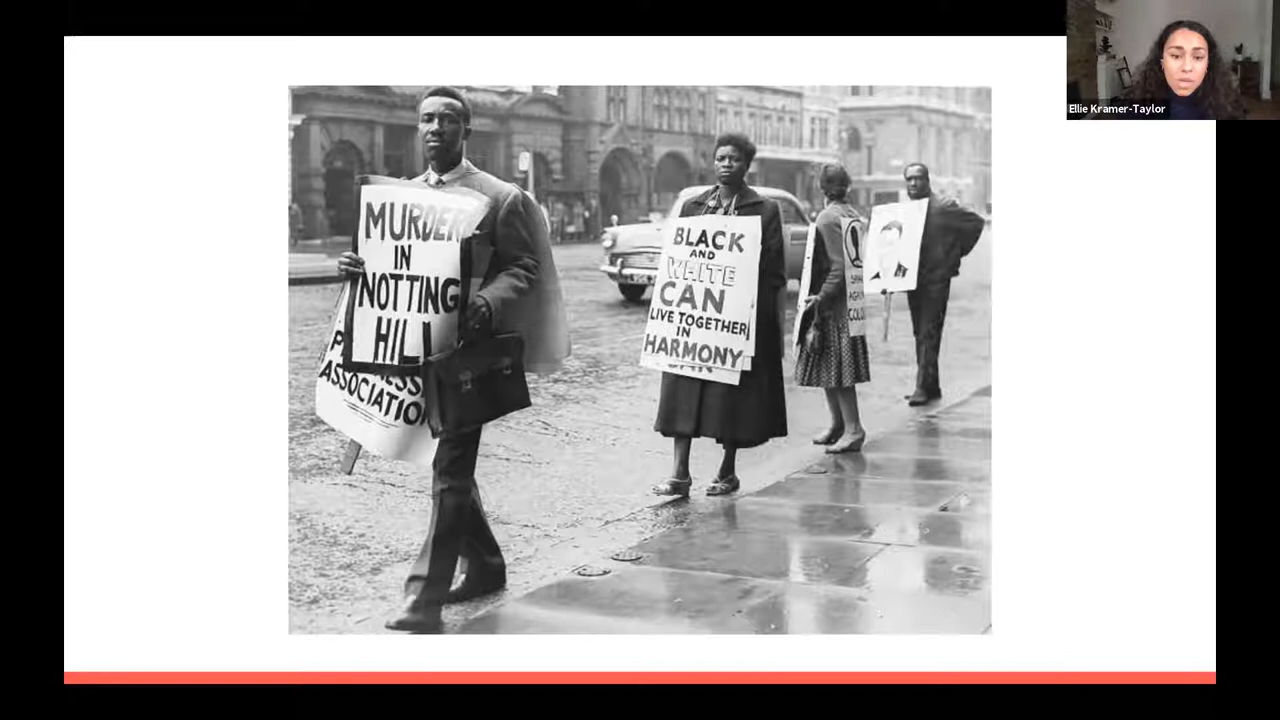 Ellie Kramer-Taylor
MURDER
IN
NOTTING
HILL
ASSOCIATION
BLACK
AND
WHITE
CAN
LIVE TOGETHER
IN
HARMONY